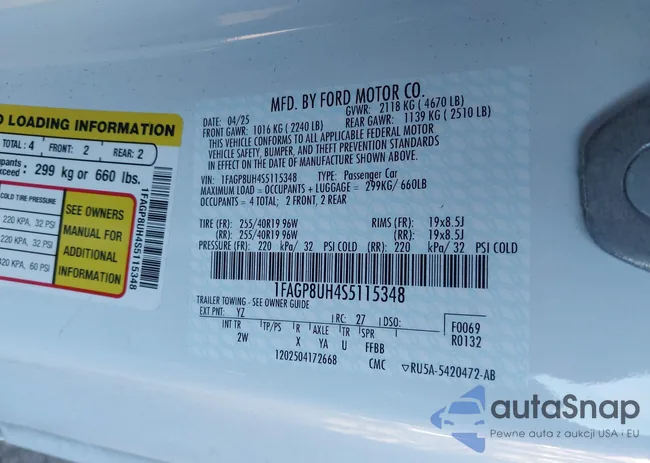 O LOADING INFORMATION
TOTAL: 4 FRONT: 2 REAR: 2
pants
xceed: 299 kg or 660 lbs.
COLD TIRE PRESSURE
220 KPA, 32 PSI
220 KPA, 32 PSI
420 KPA, 60 PSI
SEE OWNERS
MANUAL FOR
ADDITIONAL
INFORMATION
1FAGP8UH4S5115348
MFD. BY FORD MOTOR CO.
DATE: 04/25 GVWR: 2118 KG (4670 LB)
FRONT GAWR: 1016 KG (2240 LB) REAR GAWR: 1139 KG (2510 LB)
THIS VEHICLE CONFORMS TO ALL APPLICABLE FEDERAL MOTOR
VEHICLE SAFETY, BUMPER, AND THEFT PREVENTION STANDARDS
IN EFFECT ON THE DATE OF MANUFACTURE SHOWN ABOVE.
VIN: 1FAGP8UH4S5115348 TYPE: Passenger Car
MAXIMUM LOAD = OCCUPANTS + LUGGAGE = 299KG/660LB
OCCUPANTS = 4 TOTAL; 2 FRONT, 2 REAR
TIRE (FR): 255/40R19 96W RIMS (FR): 19x8.5J
(RR): 255/40R19 96W (RR): 19x8.5J
PRESSURE (FR): 220 kPa/ 32 PSI COLD (RR): 220 kPa/ 32 PSI COLD
1FAGP8UH4S5115348
TRAILER TOWING - SEE OWNER GUIDE
EXT PNT: YZ RC: 27 F0069
INT TR TP/PS R AXLE TR SPR R0132
2W X YA U FFBB
1202504172668 CMC ▽RU5A-5420472-AB
autoSnap
Pewne auta z aukcji USA i EU